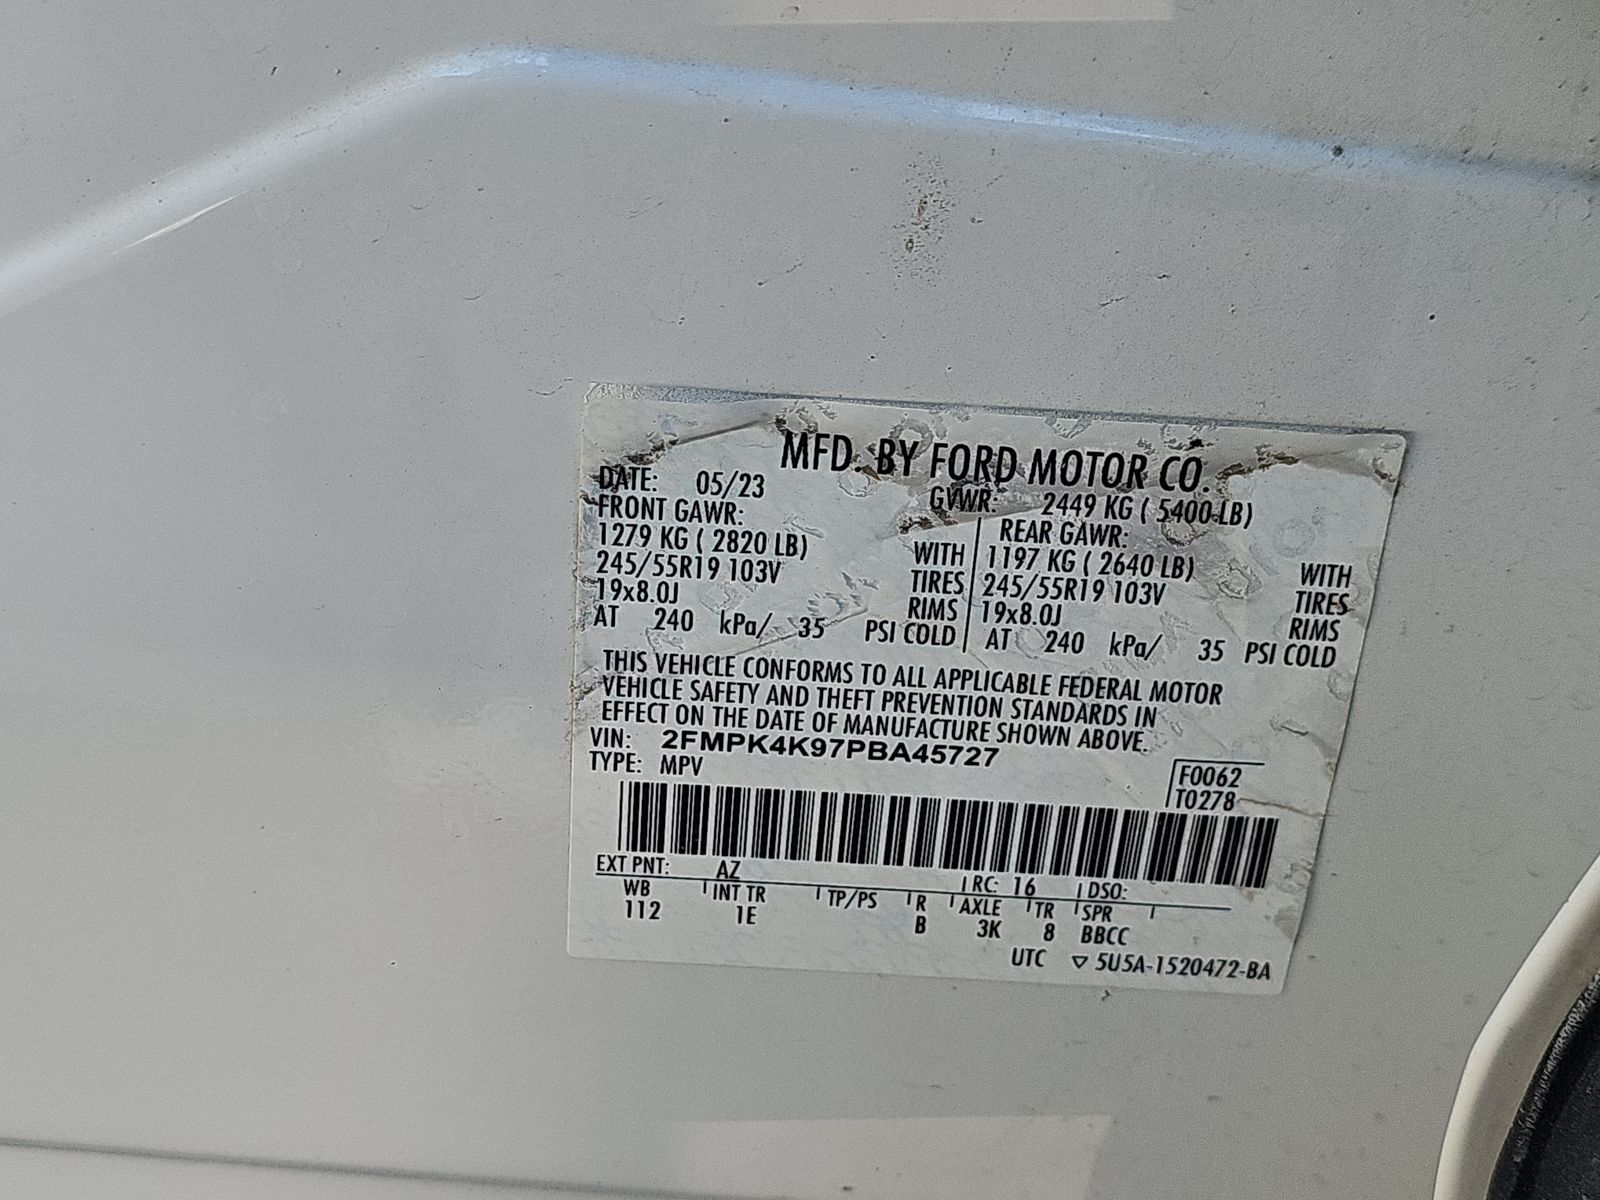 MFD. BY FORD MOTOR CO.
DATE: 05/23 GVWR: 2449 KG ( 5400 LB)
FRONT GAWR: REAR GAWR:
1279 KG ( 2820 LB) WITH 1197 KG ( 2640 LB) WITH
245/55R19 103V TIRES 245/55R19 103V TIRES
19x8.0J RIMS 19x8.0J RIMS
AT 240 kPa/ 35 PSI COLD AT 240 kPa/ 35 PSI COLD
THIS VEHICLE CONFORMS TO ALL APPLICABLE FEDERAL MOTOR
VEHICLE SAFETY AND THEFT PREVENTION STANDARDS IN
EFFECT ON THE DATE OF MANUFACTURE SHOWN ABOVE.
VIN: 2FMPK4K97PBA45727
TYPE: MPV
F0062
T0278
EXT PNT: AZ RC: 16 DSO:
WB INT TR TP/PS R AXLE TR SPR
112 1E B 3K 8 BBCC
UTC ▽ 5U5A-1520472-BA